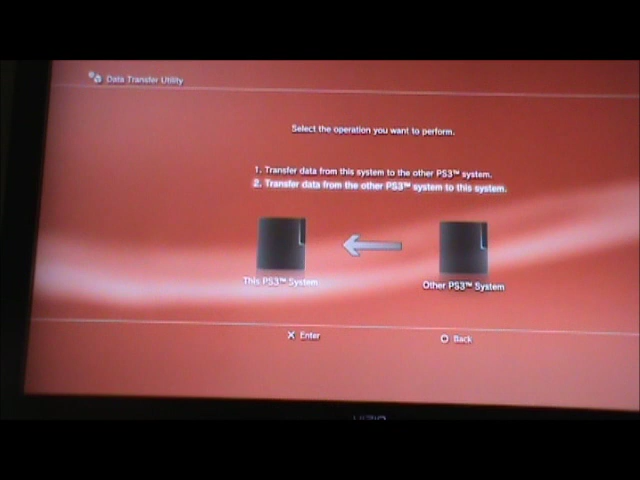 Data Transfer Utility
Select the operation you want to perform.
1. Transfer data from this system to the other PS3™ system.
2. Transfer data from the other PS3™ system to this system.
This PS3™ System
Other PS3™ System
X Enter
O Back
VIZIO